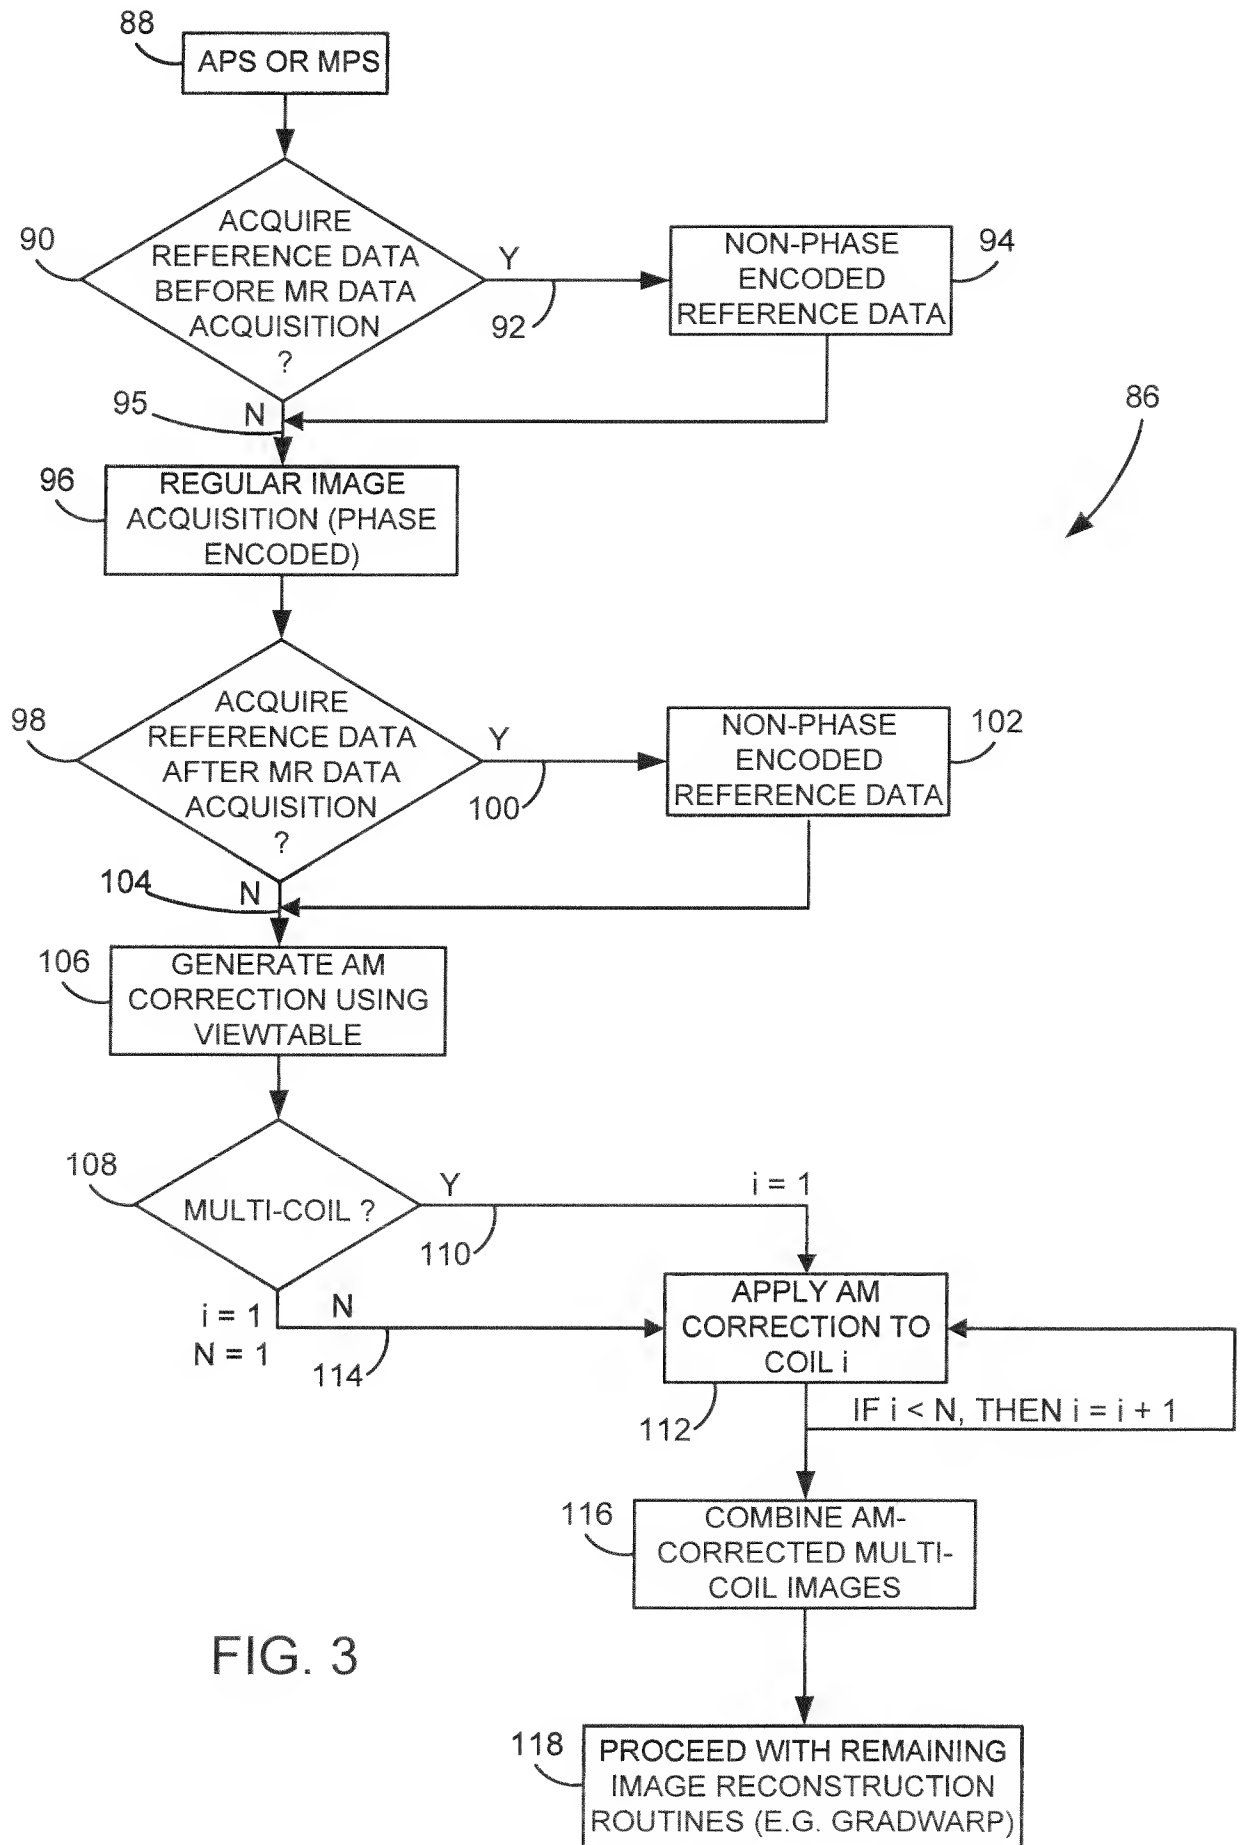 88
APS OR MPS
90
ACQUIRE
REFERENCE DATA
BEFORE MR DATA
ACQUISITION
?
Y
92
NON-PHASE
ENCODED
REFERENCE DATA
94
95
N
86
96
REGULAR IMAGE
ACQUISITION (PHASE
ENCODED)
98
ACQUIRE
REFERENCE DATA
AFTER MR DATA
ACQUISITION
?
Y
100
NON-PHASE
ENCODED
REFERENCE DATA
102
104
N
106
GENERATE AM
CORRECTION USING
VIEWTABLE
108
MULTI-COIL ?
Y
110
i = 1
i = 1
N = 1
N
114
APPLY AM
CORRECTION TO
COIL i
112
IF i < N, THEN i = i + 1
116
COMBINE AM-
CORRECTED MULTI-
COIL IMAGES
FIG. 3
118
PROCEED WITH REMAINING
IMAGE RECONSTRUCTION
ROUTINES (E.G. GRADWARP)